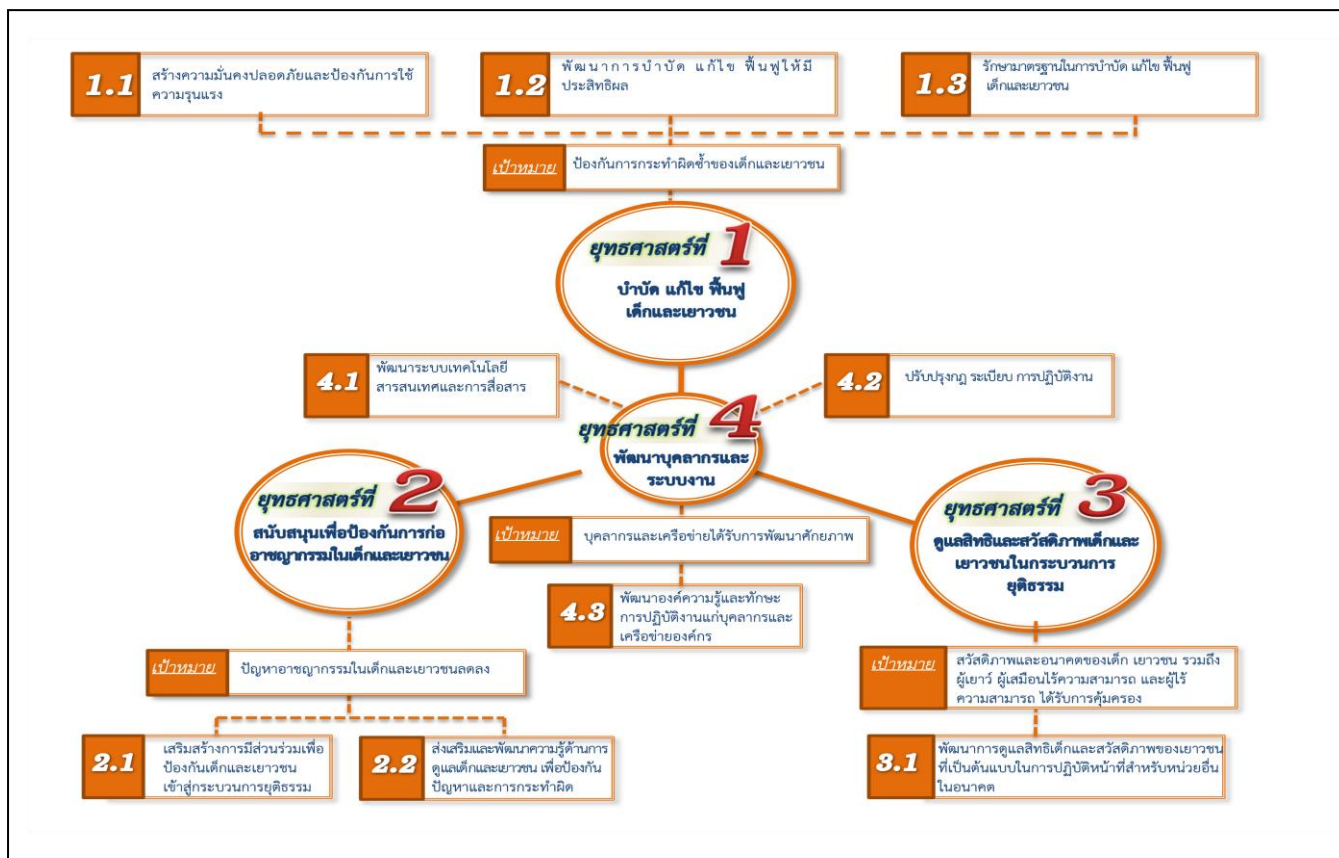 1.1
สร้างความมั่นคงปลอดภัยและป้องกันการใช้
ความรุนแรง
1.2
พัฒนาการบำบัด แก้ไข ฟื้นฟูให้มี
ประสิทธิผล
1.3
รักษามาตรฐานในการบำบัด แก้ไข ฟื้นฟู
เด็กและเยาวชน
เป้าหมาย
ป้องกันการกระทำผิดซ้ำของเด็กและเยาวชน
ยุทธศาสตร์ที่ 1
บำบัด แก้ไข ฟื้นฟู
เด็กและเยาวชน
4.1
พัฒนาระบบเทคโนโลยี
สารสนเทศและการสื่อสาร
4.2
ปรับปรุงกฎ ระเบียบ การปฏิบัติงาน
ยุทธศาสตร์ที่ 4
พัฒนาบุคลากรและ
ระบบงาน
ยุทธศาสตร์ที่ 2
สนับสนุนเพื่อป้องกันการก่อ
อาชญากรรมในเด็กและเยาวชน
ยุทธศาสตร์ที่ 3
ดูแลสิทธิและสวัสดิภาพเด็กและ
เยาวชนในกระบวนการ
ยุติธรรม
เป้าหมาย
บุคลากรและเครือข่ายได้รับการพัฒนาศักยภาพ
4.3
พัฒนาองค์ความรู้และทักษะ
การปฏิบัติงานแก่บุคลากรและ
เครือข่ายองค์กร
เป้าหมาย
ปัญหาอาชญากรรมในเด็กและเยาวชนลดลง
เป้าหมาย
สวัสดิภาพและอนาคตของเด็ก เยาวชน รวมถึง
ผู้เยาว์ ผู้เสมือนไร้ความสามารถ และผู้ไร้
ความสามารถ ได้รับการคุ้มครอง
2.1
เสริมสร้างการมีส่วนร่วมเพื่อ
ป้องกันเด็กและเยาวชน
เข้าสู่กระบวนการยุติธรรม
2.2
ส่งเสริมและพัฒนาความรู้ด้านการ
ดูแลเด็กและเยาวชน เพื่อป้องกัน
ปัญหาและการกระทำผิด
3.1
พัฒนาการดูแลสิทธิเด็กและสวัสดิภาพของเยาวชน
ที่เป็นต้นแบบในการปฏิบัติหน้าที่สำหรับหน่วยอื่น
ในอนาคต